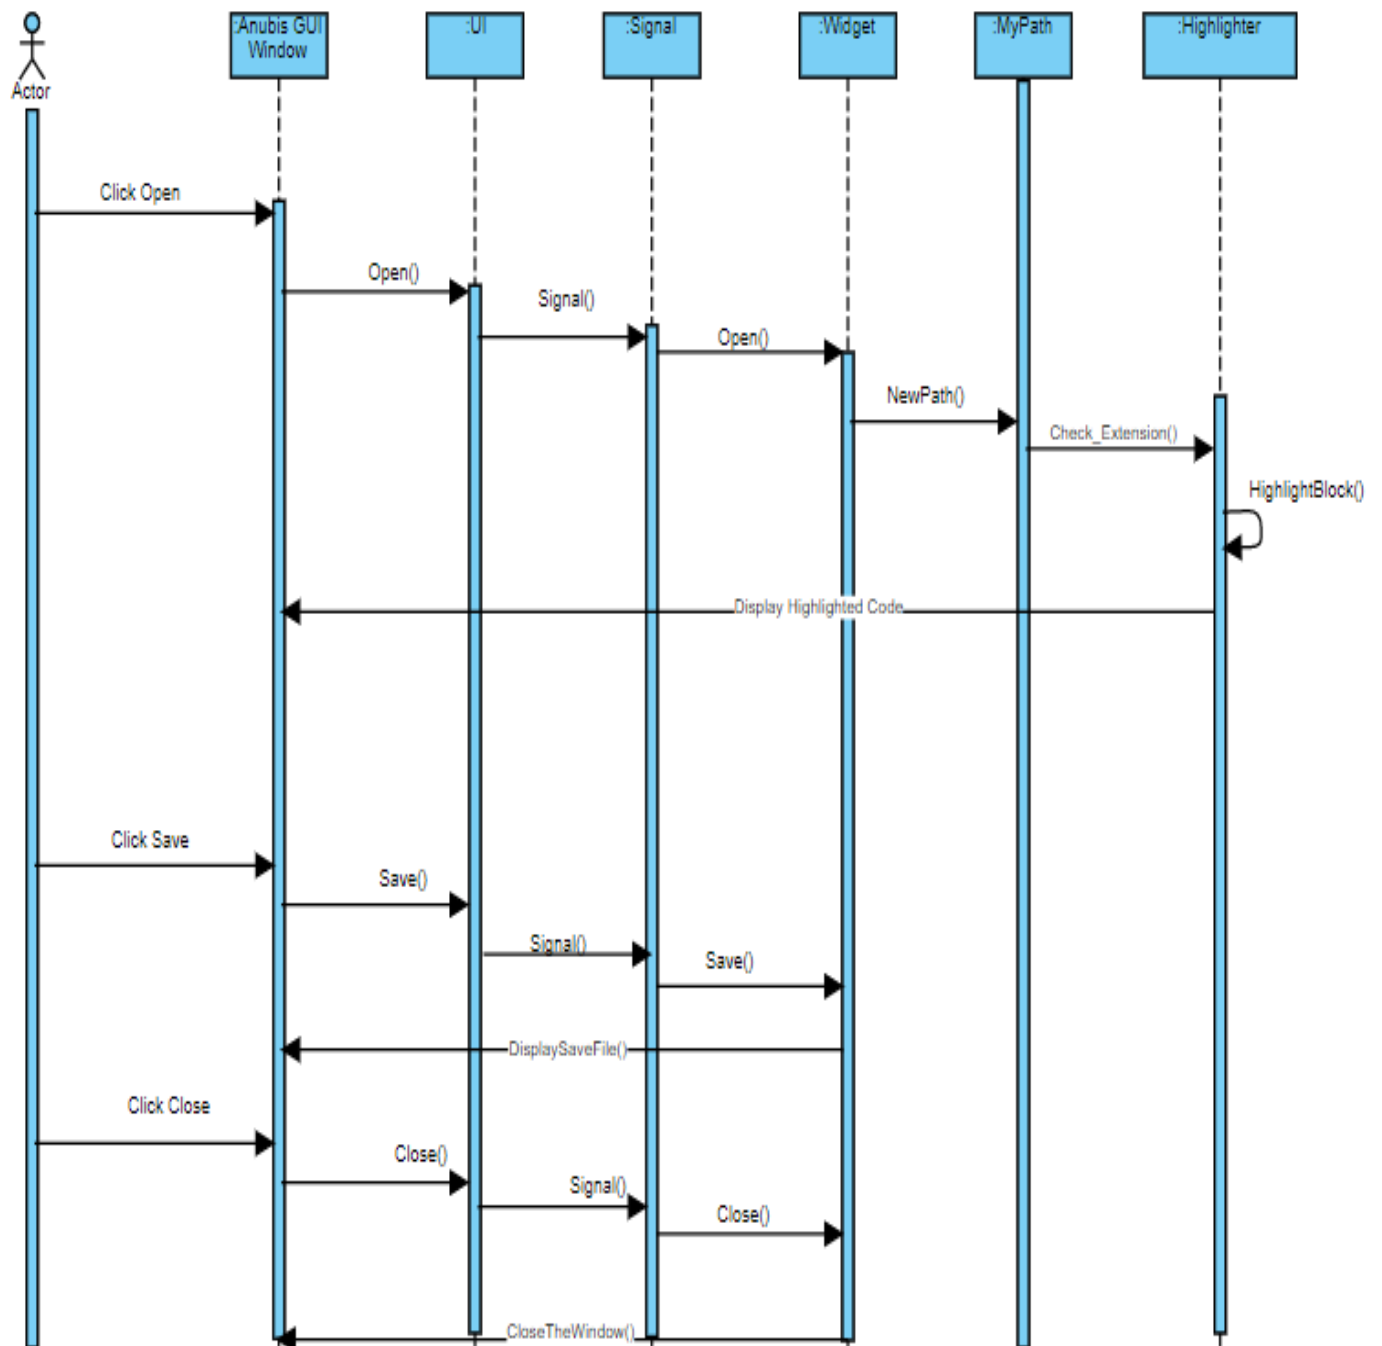 Actor
:Anubis GUI
Window
:UI
:Signal
:Widget
:MyPath
:Highlighter
Click Open
Open()
Signal()
Open()
NewPath()
Check_Extension()
HighlightBlock()
Display Highlighted Code
Click Save
Save()
Signal()
Save()
DisplaySaveFile()
Click Close
Close()
Signal()
Close()
CloseTheWindow()